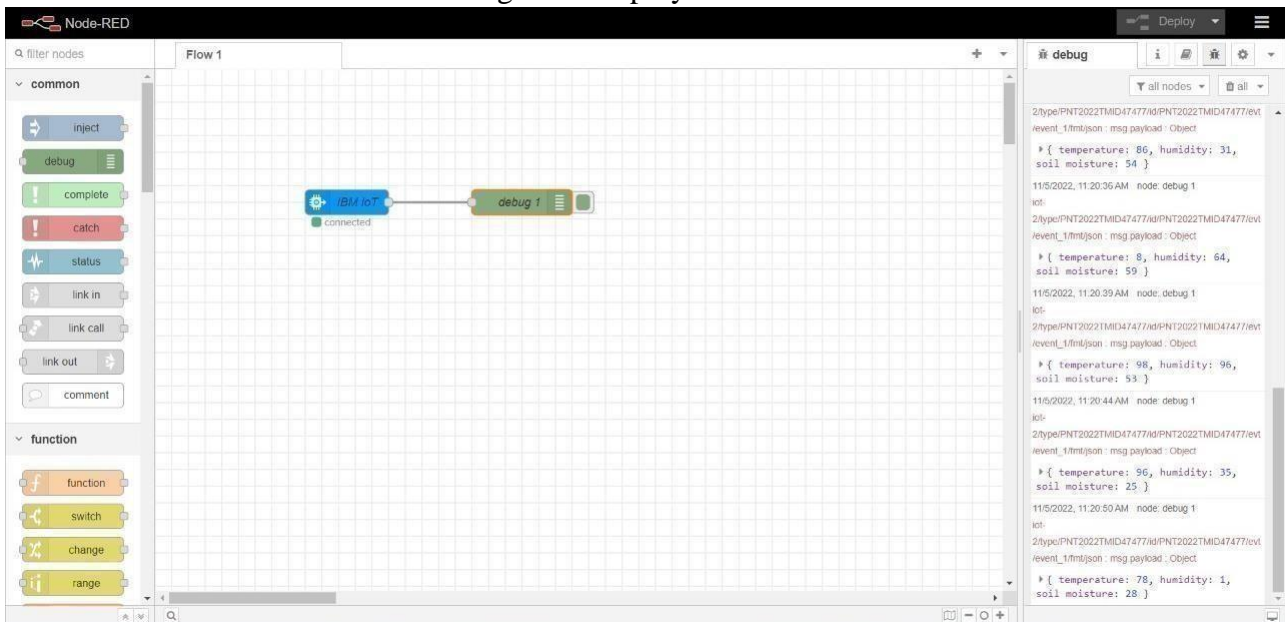 Node-RED
Deploy
filter nodes
Flow 1
debug
i
common
all nodes
all
inject
debug
complete
catch
status
link in
link call
link out
comment
function
function
switch
change
range
IBM IoT
connected
debug 1
2/type/PNT2022TMID47477/id/PNT2022TMID47477/evt
/event_1/fmt/json : msg.payload : Object
{ temperature: 86, humidity: 31,
soil moisture: 54 }
11/5/2022, 11:20:36 AM node: debug 1
iot-
2/type/PNT2022TMID47477/id/PNT2022TMID47477/evt
/event_1/fmt/json : msg.payload : Object
{ temperature: 8, humidity: 64,
soil moisture: 59 }
11/5/2022, 11:20:39 AM node: debug 1
iot-
2/type/PNT2022TMID47477/id/PNT2022TMID47477/evt
/event_1/fmt/json : msg.payload : Object
{ temperature: 98, humidity: 96,
soil moisture: 53 }
11/5/2022, 11:20:44 AM node: debug 1
iot-
2/type/PNT2022TMID47477/id/PNT2022TMID47477/evt
/event_1/fmt/json : msg.payload : Object
{ temperature: 96, humidity: 35,
soil moisture: 25 }
11/5/2022, 11:20:50 AM node: debug 1
iot-
2/type/PNT2022TMID47477/id/PNT2022TMID47477/evt
/event_1/fmt/json : msg.payload : Object
{ temperature: 78, humidity: 1,
soil moisture: 28 }